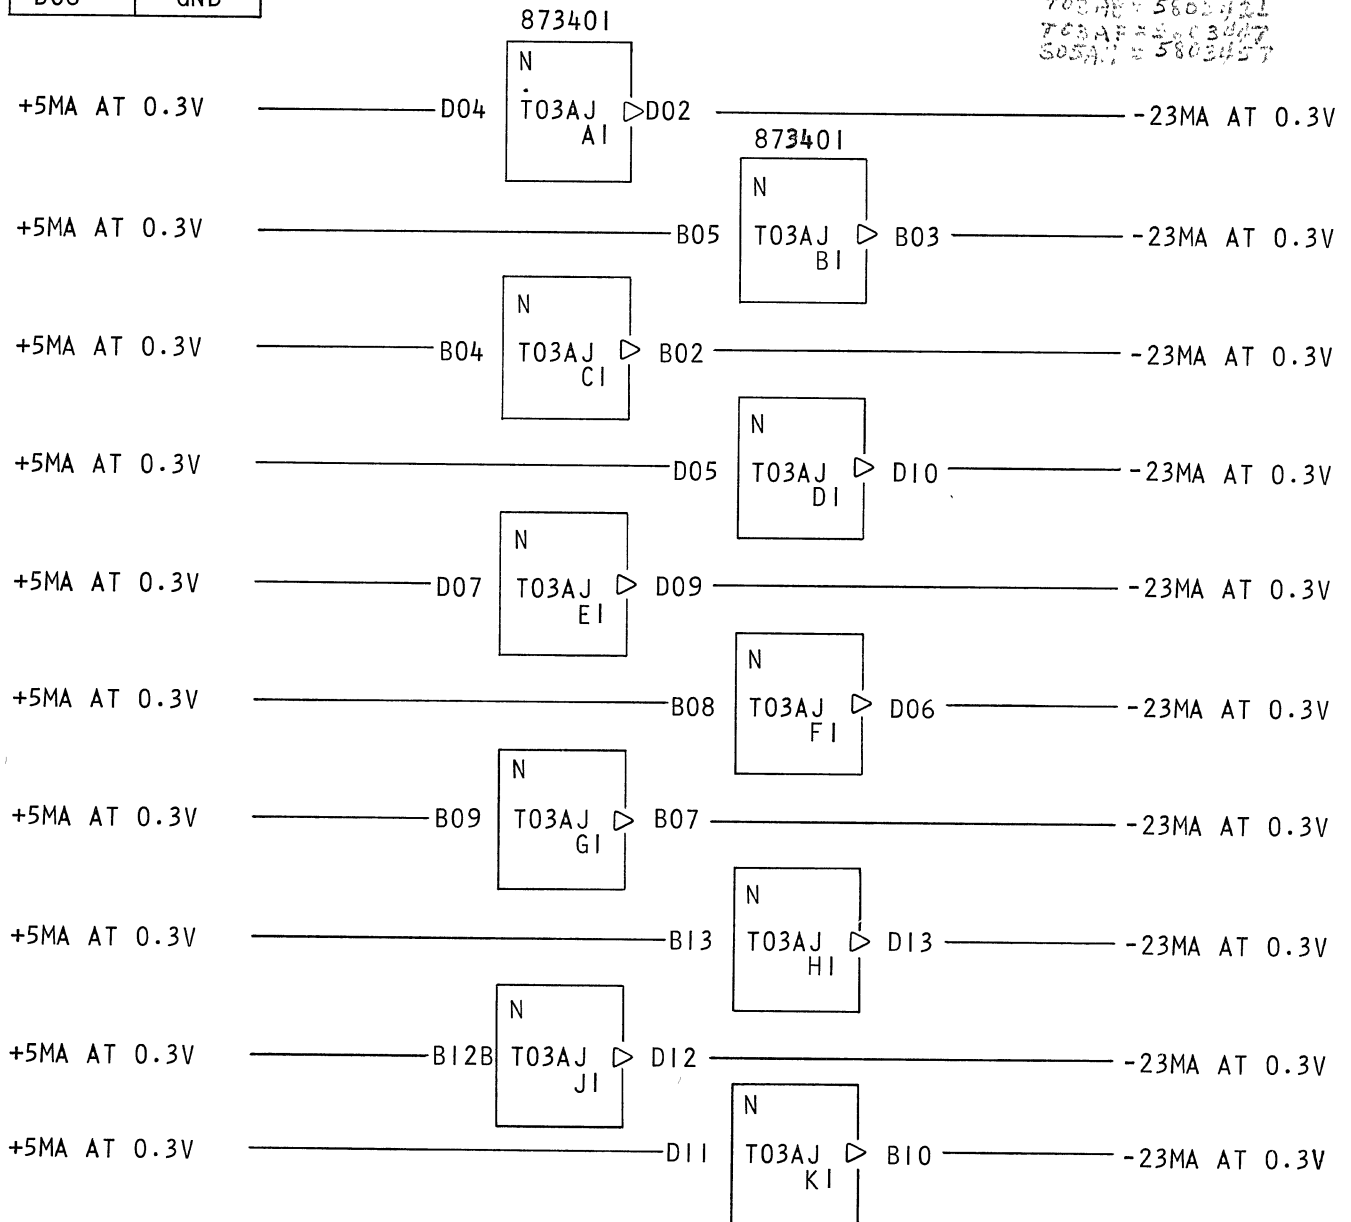 D08 GND
873401
+5MA AT 0.3V D04 N T03AJ A1 D02 -23MA AT 0.3V
873401
+5MA AT 0.3V B05 N T03AJ B1 B03 -23MA AT 0.3V
+5MA AT 0.3V B04 N T03AJ C1 B02 -23MA AT 0.3V
+5MA AT 0.3V D05 N T03AJ D1 D10 -23MA AT 0.3V
+5MA AT 0.3V D07 N T03AJ E1 D09 -23MA AT 0.3V
+5MA AT 0.3V B08 N T03AJ F1 D06 -23MA AT 0.3V
+5MA AT 0.3V B09 N T03AJ G1 B07 -23MA AT 0.3V
+5MA AT 0.3V B13 N T03AJ H1 D13 -23MA AT 0.3V
+5MA AT 0.3V B12B N T03AJ J1 D12 -23MA AT 0.3V
+5MA AT 0.3V D11 N T03AJ K1 B10 -23MA AT 0.3V